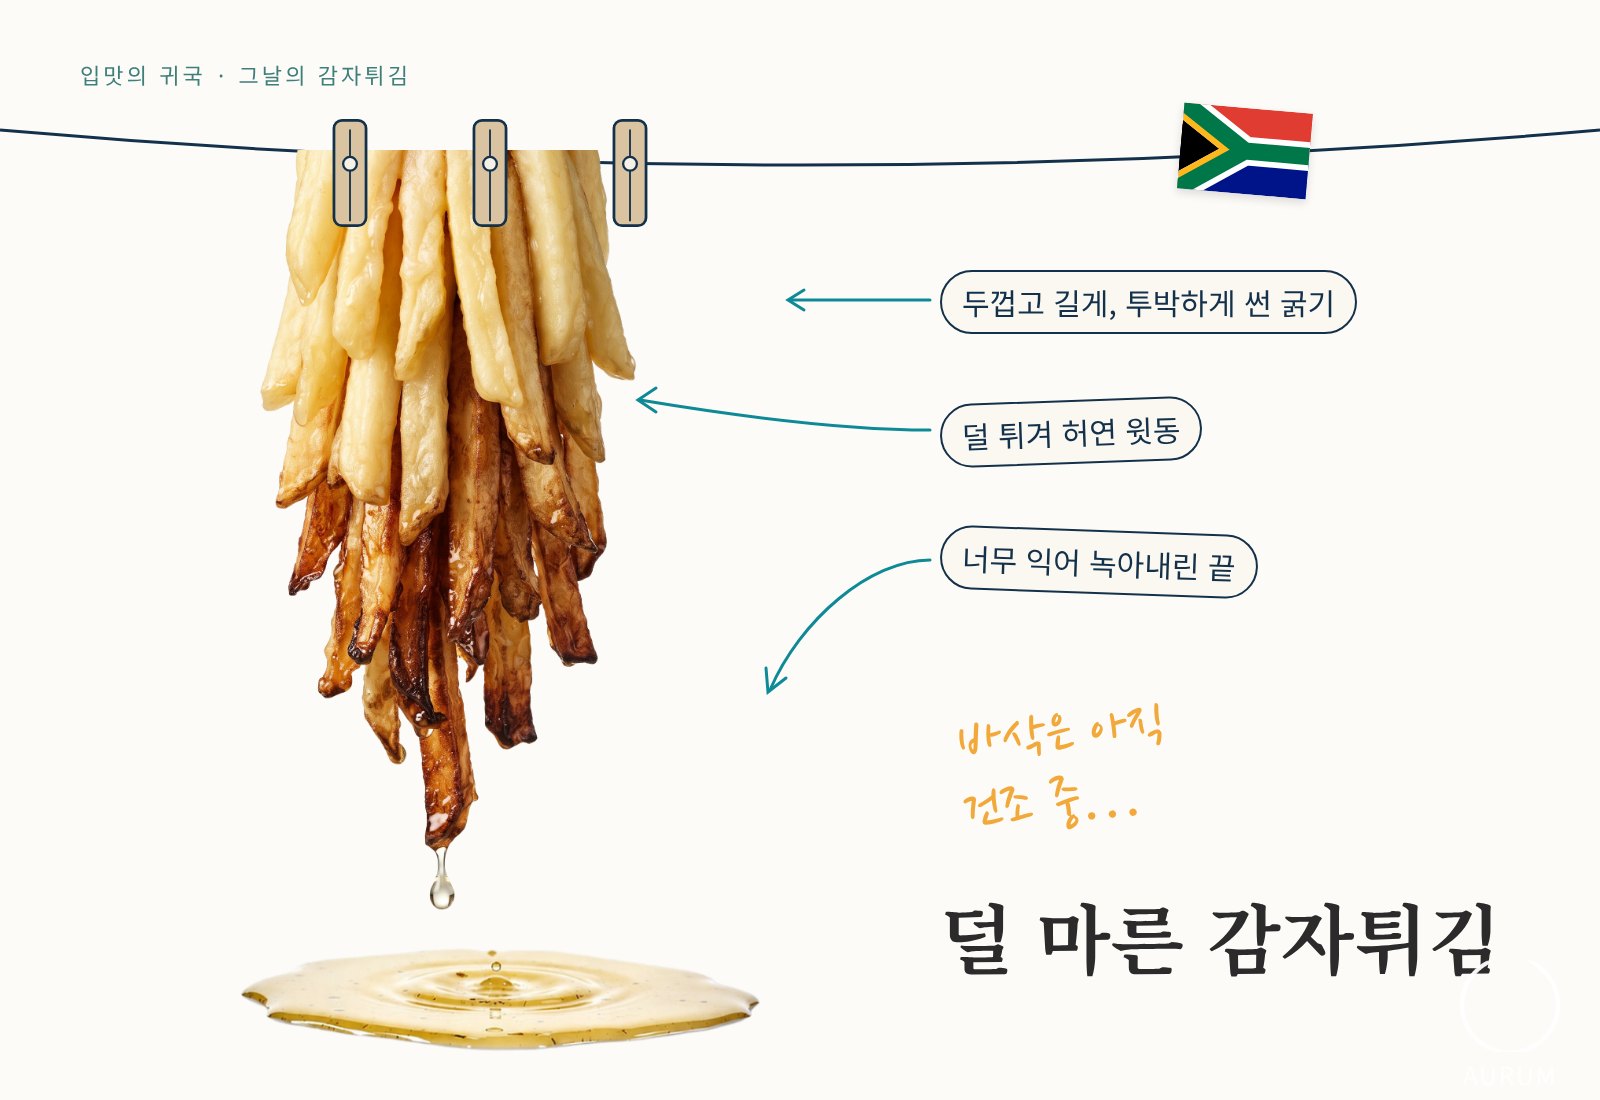 입맛의 귀국 · 그날의 감자튀김
두껍고 길게, 투박하게 썬 굵기
덜 튀겨 허연 윗동
너무 익어 녹아내린 끝
바삭은 아직
건조 중...
덜 마른 감자튀김
AURUM